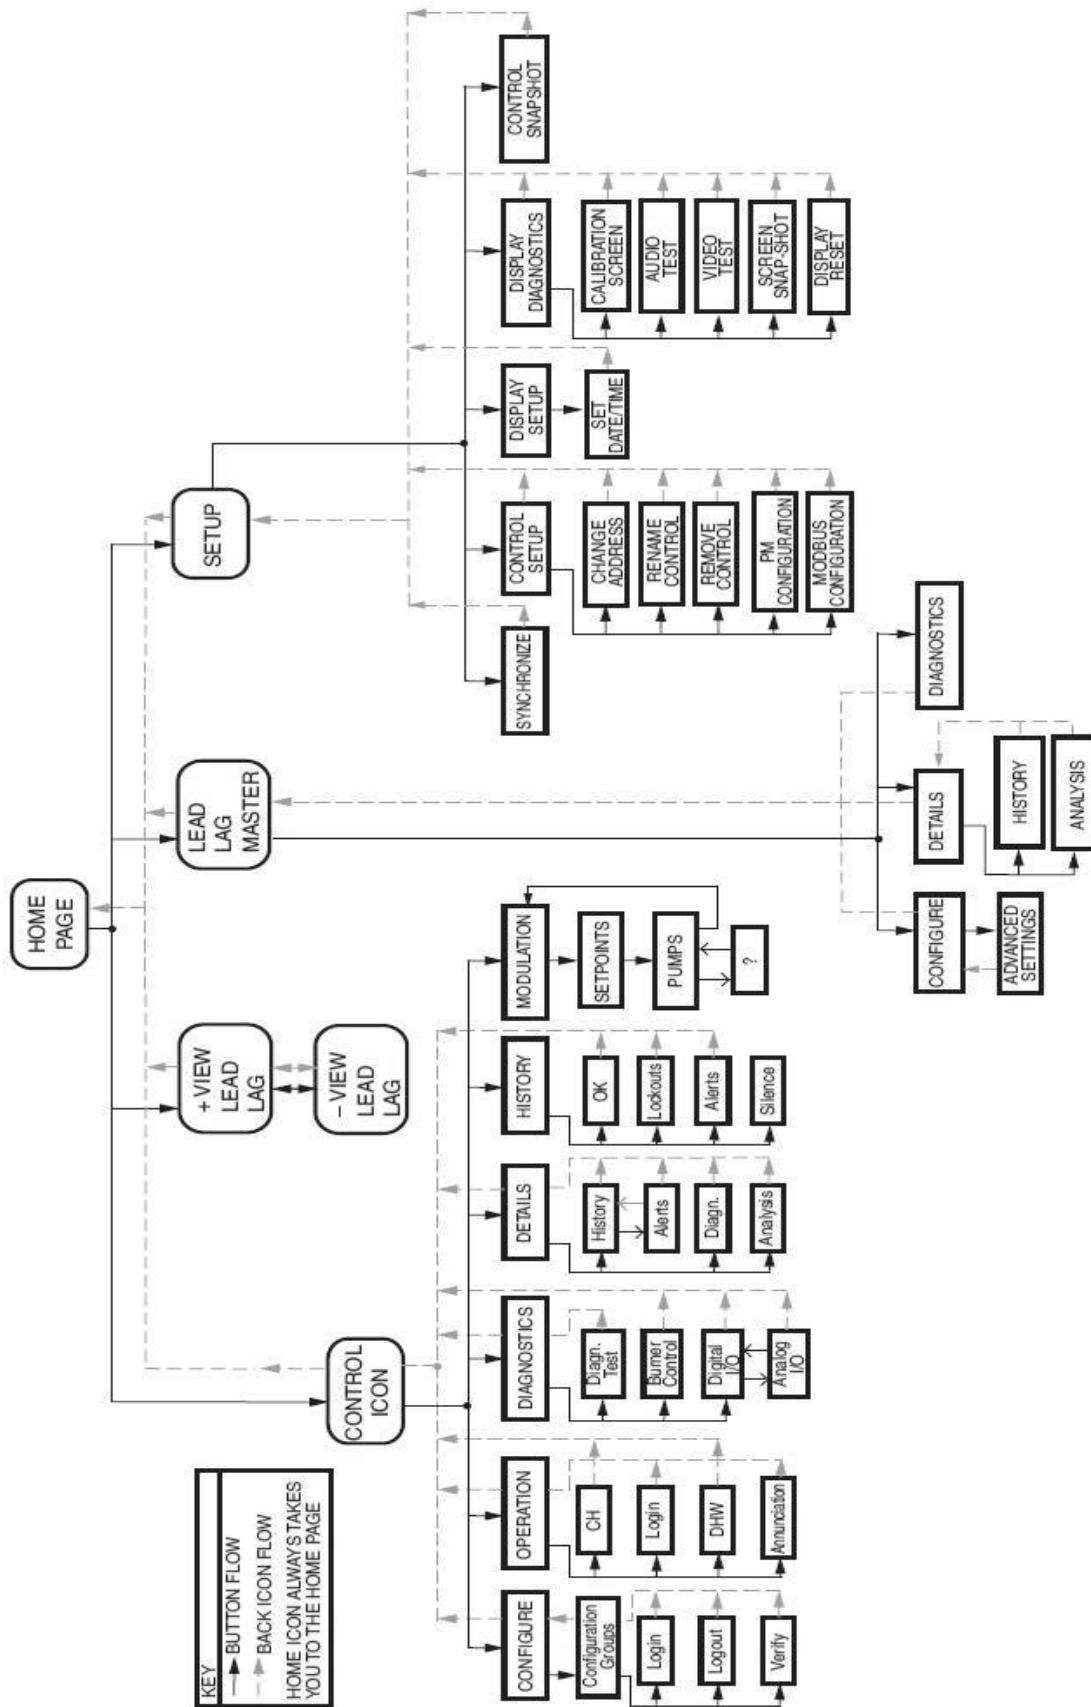 KEY
BUTTON FLOW
BACK ICON FLOW
HOME ICON ALWAYS TAKES
YOU TO THE HOME PAGE
HOME
PAGE
CONTROL
ICON
+ VIEW
LEAD
LAG
– VIEW
LEAD
LAG
LEAD
LAG
MASTER
SETUP
CONFIGURE
Configuration
Groups
Login
Logout
Verify
OPERATION
CH
Login
DHW
Annunciation
DIAGNOSTICS
Diagn.
Test
Burner
Control
Digital
I/O
Analog
I/O
DETAILS
History
Alerts
Diagn.
Analysis
HISTORY
OK
Lockouts
Alerts
Silence
MODULATION
SETPOINTS
PUMPS
?
CONFIGURE
ADVANCED
SETTINGS
DETAILS
HISTORY
ANALYSIS
DIAGNOSTICS
SYNCHRONIZE
CONTROL
SETUP
CHANGE
ADDRESS
RENAME
CONTROL
REMOVE
CONTROL
PM
CONFIGURATION
MODBUS
CONFIGURATION
DISPLAY
SETUP
SET
DATE/TIME
DISPLAY
DIAGNOSTICS
CALIBRATION
SCREEN
AUDIO
TEST
VIDEO
TEST
SCREEN
SNAP-SHOT
DISPLAY
RESET
CONTROL
SNAPSHOT